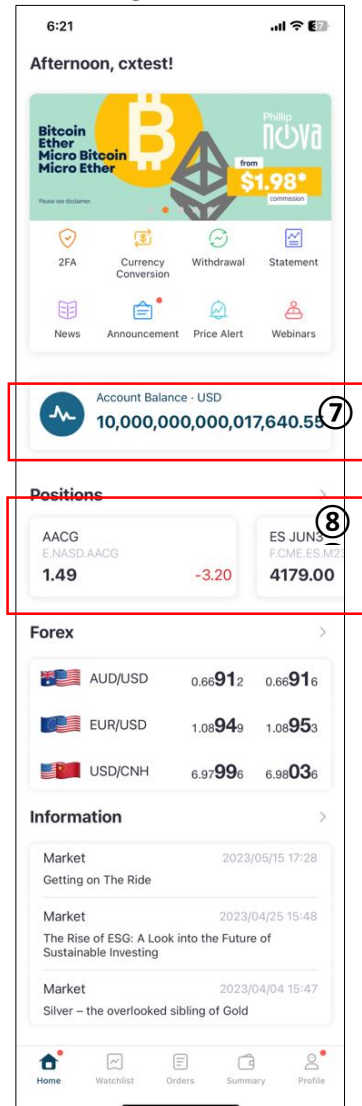 6:21
37
Afternoon, cxtest!
Bitcoin
Ether
Micro Bitcoin
Micro Ether
Please see disclaimer.
Phillip
nova
from
$1.98*
commission
2FA
Currency
Conversion
Withdrawal
Statement
News
Announcement
Price Alert
Webinars
Account Balance · USD
10,000,000,000,017,640.55
⑦
Positions
⑧
AACG
E.NASD.AACG
1.49
-3.20
ES JUN3
F.CME.ES.M23
4179.00
Forex
AUD/USD 0.66912 0.66916
EUR/USD 1.08949 1.08953
USD/CNH 6.97996 6.98036
Information
Market 2023/05/15 17:28
Getting on The Ride
Market 2023/04/25 15:48
The Rise of ESG: A Look into the Future of
Sustainable Investing
Market 2023/04/04 15:47
Silver – the overlooked sibling of Gold
Home Watchlist Orders Summary Profile